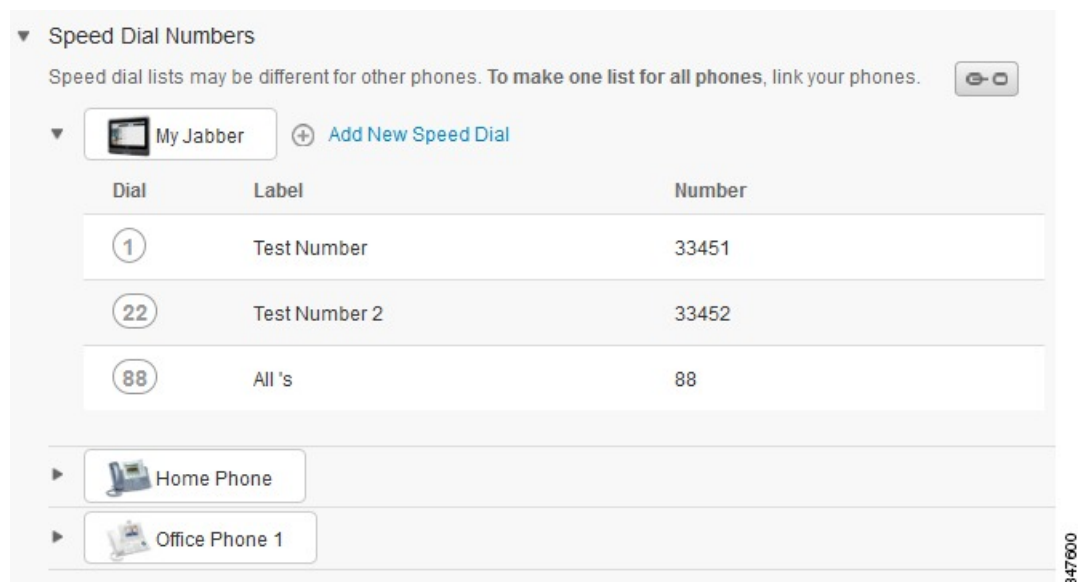 Speed Dial Numbers
Speed dial lists may be different for other phones. To make one list for all phones, link your phones.
My Jabber Add New Speed Dial
Dial Label Number
1 Test Number 33451
22 Test Number 2 33452
88 All 's 88
Home Phone
Office Phone 1
347600